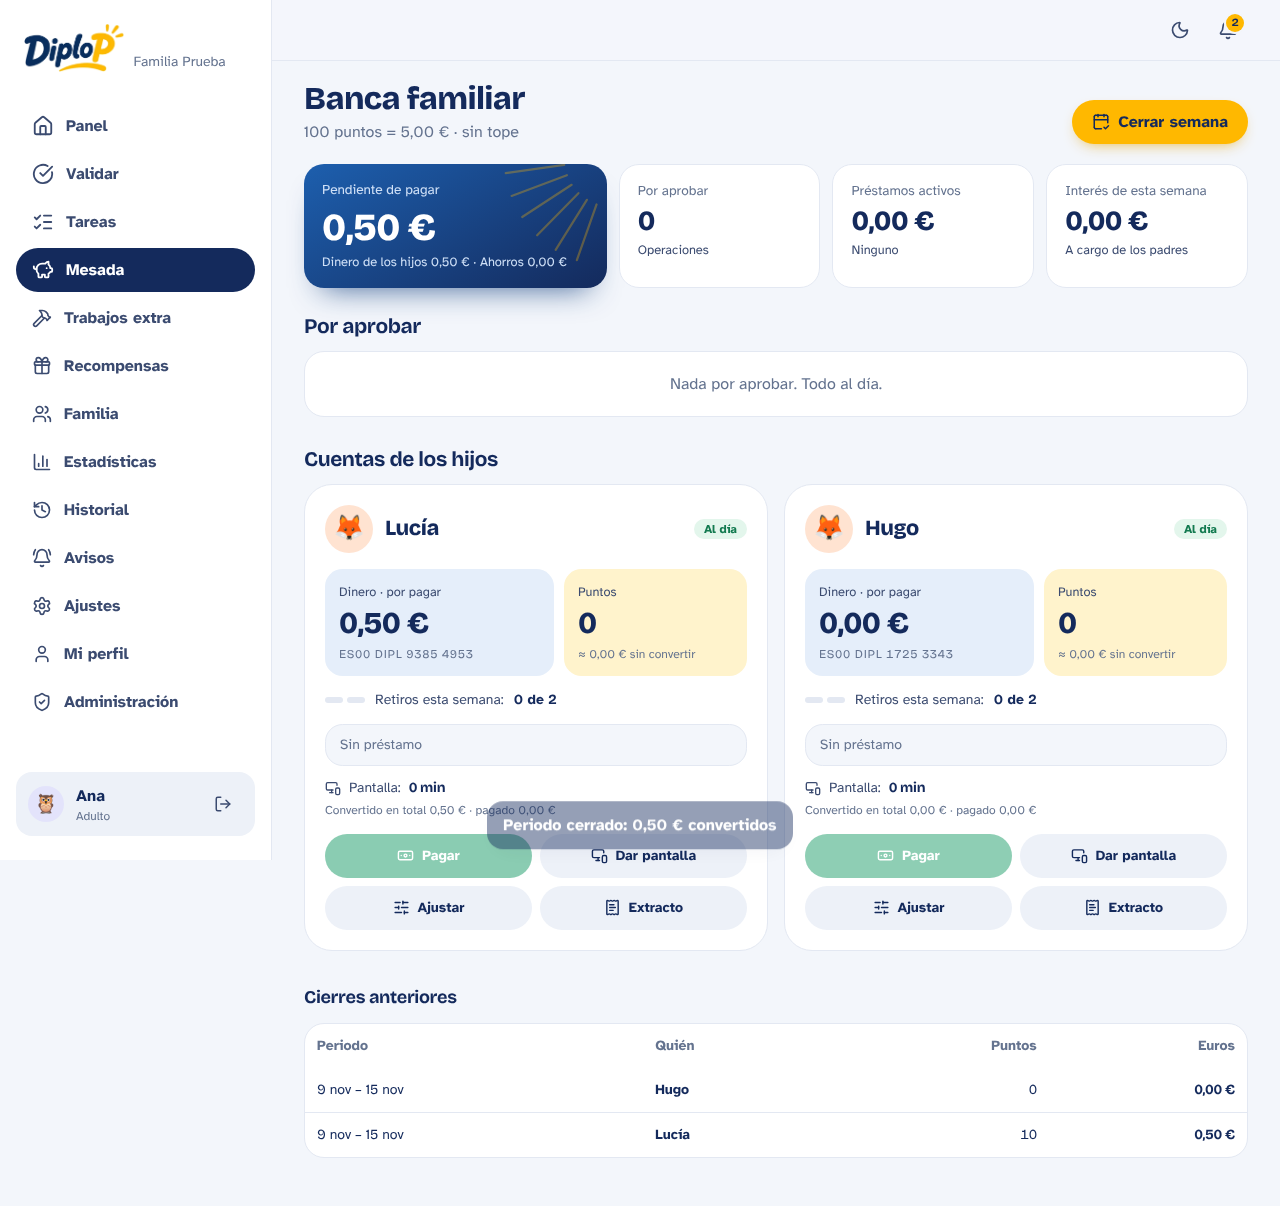 DiploP
Familia Prueba
Panel
Validar
Tareas
Mesada
Trabajos extra
Recompensas
Familia
Estadísticas
Historial
Avisos
Ajustes
Mi perfil
Administración
Ana
Adulto
2
Banca familiar
100 puntos = 5,00 € · sin tope
Cerrar semana
Pendiente de pagar
0,50 €
Dinero de los hijos 0,50 € · Ahorros 0,00 €
Por aprobar
0
Operaciones
Préstamos activos
0,00 €
Ninguno
Interés de esta semana
0,00 €
A cargo de los padres
Por aprobar
Nada por aprobar. Todo al día.
Cuentas de los hijos
Lucía
Al día
Dinero · por pagar
0,50 €
ES00 DIPL 9385 4953
Puntos
0
≈ 0,00 € sin convertir
Retiros esta semana: 0 de 2
Sin préstamo
Pantalla: 0 min
Convertido en total 0,50 € · pagado 0,00 €
Pagar
Dar pantalla
Ajustar
Extracto
Hugo
Al día
Dinero · por pagar
0,00 €
ES00 DIPL 1725 3343
Puntos
0
≈ 0,00 € sin convertir
Retiros esta semana: 0 de 2
Sin préstamo
Pantalla: 0 min
Convertido en total 0,00 € · pagado 0,00 €
Pagar
Dar pantalla
Ajustar
Extracto
Periodo cerrado: 0,50 € convertidos
Cierres anteriores
Periodo Quién Puntos Euros
9 nov – 15 nov Hugo 0 0,00 €
9 nov – 15 nov Lucía 10 0,50 €